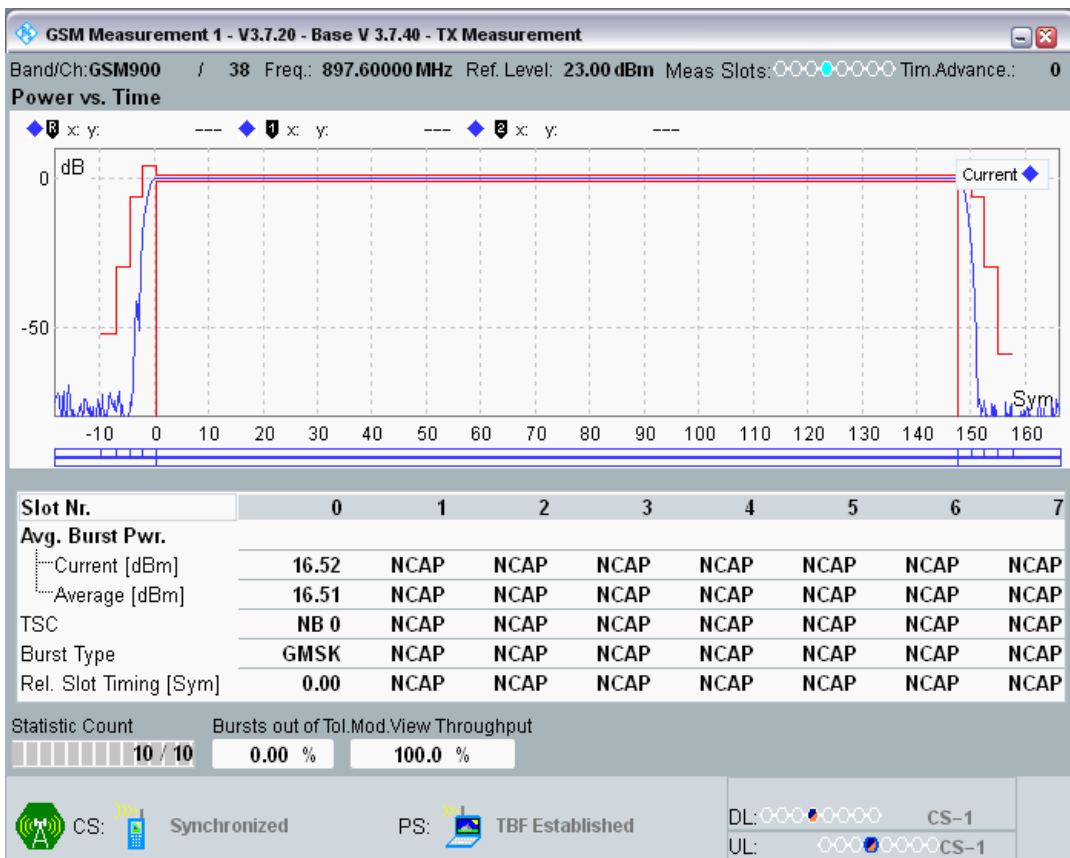 GSM Measurement 1 - V3.7.20 - Base V 3.7.40 - TX Measurement
Band/Ch:GSM900 / 38 Freq.: 897.60000 MHz Ref. Level: 23.00 dBm Meas Slots: Tim.Advance.: 0
Power vs. Time
R x: y: --- 1 x: y: --- 2 x: y: ---
dB
Current
0
-50
Sym
-10 0 10 20 30 40 50 60 70 80 90 100 110 120 130 140 150 160
Slot Nr. 0 1 2 3 4 5 6 7
Avg. Burst Pwr.
Current [dBm] 16.52 NCAP NCAP NCAP NCAP NCAP NCAP NCAP
Average [dBm] 16.51 NCAP NCAP NCAP NCAP NCAP NCAP NCAP
TSC NB 0 NCAP NCAP NCAP NCAP NCAP NCAP NCAP
Burst Type GMSK NCAP NCAP NCAP NCAP NCAP NCAP NCAP
Rel. Slot Timing [Sym] 0.00 NCAP NCAP NCAP NCAP NCAP NCAP NCAP
Statistic Count Bursts out of Tol.Mod.View Throughput
10 / 10 0.00 % 100.0 %
CS: Synchronized PS: TBF Established DL: CS-1
UL: CS-1